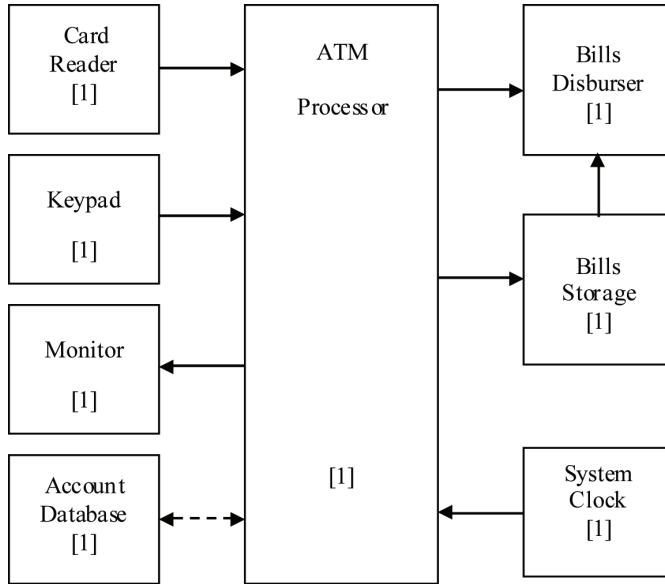 Card
Reader
[1]
Keypad
[1]
Monitor
[1]
Account
Database
[1]
ATM
Processor
[1]
Bills
Disburser
[1]
Bills
Storage
[1]
System
Clock
[1]